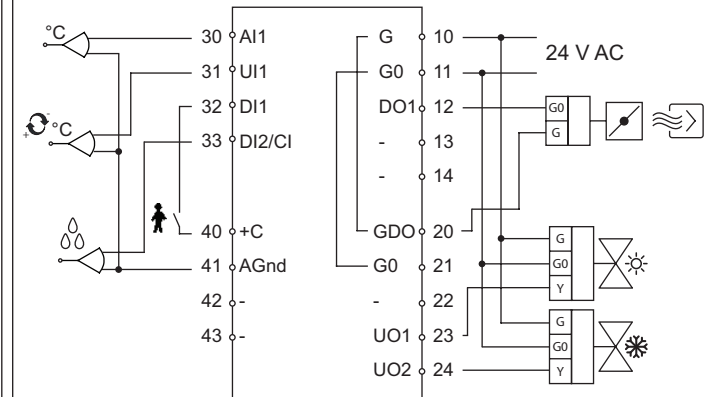 °C
30 AI1 G 10
24 V AC
31 UI1 G0 11
32 DI1 DO1 12 G0
+ - °C
33 DI2/CI - 13 G
- 14
40 +C GDO 20 G
41 AGnd G0 21 G0
42 - - 22 Y
43 - UO1 23 G
G0
UO2 24 Y